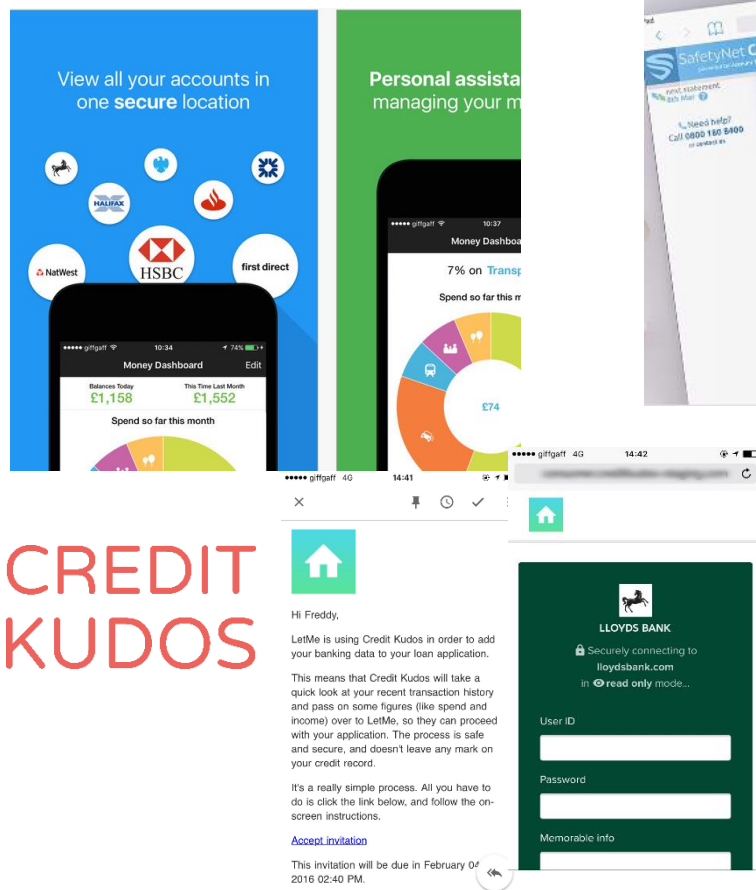 View all your accounts in
one secure location
HALIFAX
NatWest
HSBC
first direct
giffgaff 10:34 74%
Money Dashboard Edit
Balances Today This Time Last Month
£1,158 £1,552
Spend so far this month
Personal assista
managing your m
giffgaff 10:37
Money Dashboa
7% on Transp
Spend so far this m
£74
SafetyNet C
next statement
8th Mar
Need help?
Call 0800 180 8400
or contact us
CREDIT
KUDOS
giffgaff 4G 14:41
Hi Freddy,
LetMe is using Credit Kudos in order to add
your banking data to your loan application.
This means that Credit Kudos will take a
quick look at your recent transaction history
and pass on some figures (like spend and
income) over to LetMe, so they can proceed
with your application. The process is safe
and secure, and doesn't leave any mark on
your credit record.
It's a really simple process. All you have to
do is click the link below, and follow the on-
screen instructions.
Accept invitation
This invitation will be due in February 04
2016 02:40 PM.
giffgaff 4G 14:42
LLOYDS BANK
Securely connecting to
lloydsbank.com
in read only mode...
User ID
Password
Memorable info